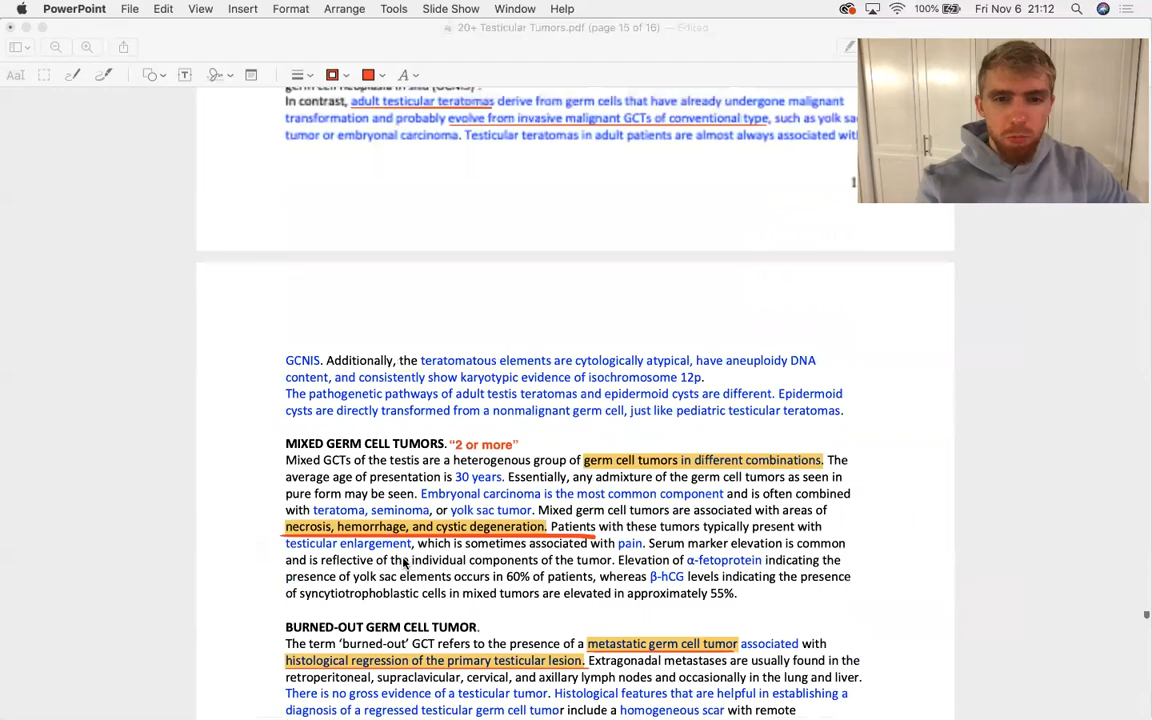 PowerPoint File Edit View Insert Format Arrange Tools Slide Show Window Help 100% Fri Nov 6 21:12
20+ Testicular Tumors.pdf (page 15 of 16) — Edited
germ cell neoplasia in situ (GCNIS)
In contrast, adult testicular teratomas derive from germ cells that have already undergone malignant
transformation and probably evolve from invasive malignant GCTs of conventional type, such as yolk sac
tumor or embryonal carcinoma. Testicular teratomas in adult patients are almost always associated with
GCNIS. Additionally, the teratomatous elements are cytologically atypical, have aneuploidy DNA
content, and consistently show karyotypic evidence of isochromosome 12p.
The pathogenetic pathways of adult testis teratomas and epidermoid cysts are different. Epidermoid
cysts are directly transformed from a nonmalignant germ cell, just like pediatric testicular teratomas.
MIXED GERM CELL TUMORS. "2 or more"
Mixed GCTs of the testis are a heterogenous group of germ cell tumors in different combinations. The
average age of presentation is 30 years. Essentially, any admixture of the germ cell tumors as seen in
pure form may be seen. Embryonal carcinoma is the most common component and is often combined
with teratoma, seminoma, or yolk sac tumor. Mixed germ cell tumors are associated with areas of
necrosis, hemorrhage, and cystic degeneration. Patients with these tumors typically present with
testicular enlargement, which is sometimes associated with pain. Serum marker elevation is common
and is reflective of the individual components of the tumor. Elevation of α-fetoprotein indicating the
presence of yolk sac elements occurs in 60% of patients, whereas β-hCG levels indicating the presence
of syncytiotrophoblastic cells in mixed tumors are elevated in approximately 55%.
BURNED-OUT GERM CELL TUMOR.
The term ‘burned-out’ GCT refers to the presence of a metastatic germ cell tumor associated with
histological regression of the primary testicular lesion. Extragonadal metastases are usually found in the
retroperitoneal, supraclavicular, cervical, and axillary lymph nodes and occasionally in the lung and liver.
There is no gross evidence of a testicular tumor. Histological features that are helpful in establishing a
diagnosis of a regressed testicular germ cell tumor include a homogeneous scar with remote